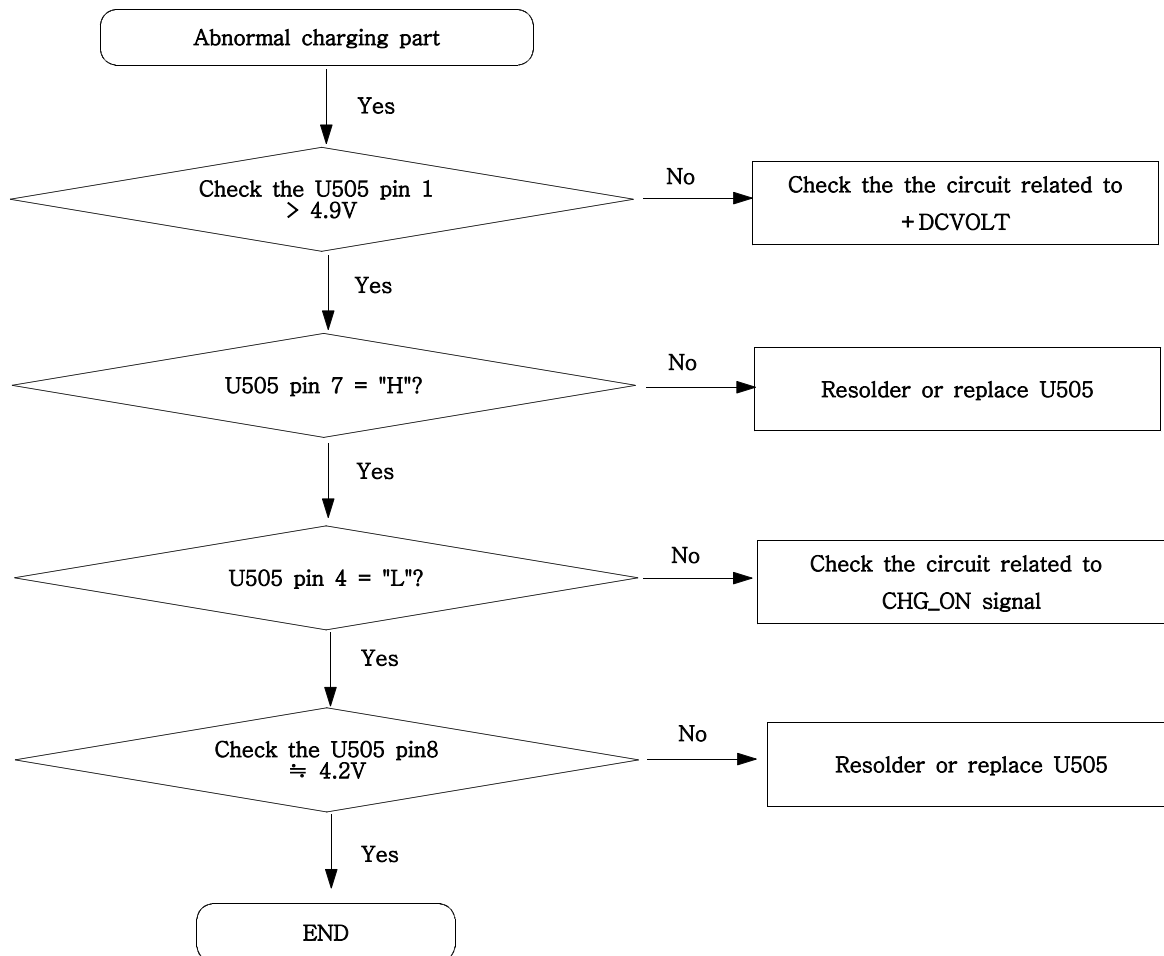 Abnormal charging part
Yes
Check the U505 pin 1
> 4.9V
No
Check the the circuit related to
+DCVOLT
Yes
U505 pin 7 = "H"?
No
Resolder or replace U505
Yes
U505 pin 4 = "L"?
No
Check the circuit related to
CHG_ON signal
Yes
Check the U505 pin8
≒ 4.2V
No
Resolder or replace U505
Yes
END